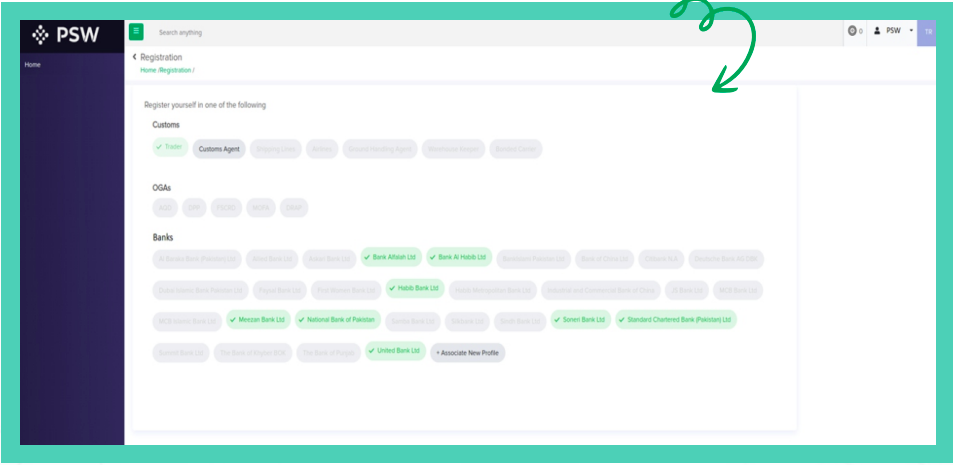 PSW
Search anything
0
PSW
TR
Home
Registration
Home /Registration /
Register yourself in one of the following
Customs
Trader Customs Agent Shipping Lines Airlines Ground Handling Agent Warehouse Keeper Bonded Carrier
OGAs
AQD DPP
Banks
Al Baraka Bank (Pakistan) Ltd Allied Bank Ltd Askari Bank Ltd Bank Alfalah Ltd Bank Al Habib Ltd BankIslami Pakistan Ltd Bank of China Ltd Citibank N.A Deutsche Bank AG
Dubai Islamic Bank Pakistan Ltd Faysal Bank Ltd First Women Bank Ltd Habib Bank Ltd Habib Metropolitan Bank Ltd Industrial and Commercial Bank of China JS Bank Ltd MCB Bank Ltd
MCB Islamic Bank Ltd Meezan Bank Ltd National Bank of Pakistan Samba Bank Ltd Silkbank Ltd Sindh Bank Ltd Soneri Bank Ltd Standard Chartered Bank (Pakistan) Ltd
Summit Bank Ltd The Bank of Khyber The Bank of Punjab United Bank Ltd + Associate New Profile